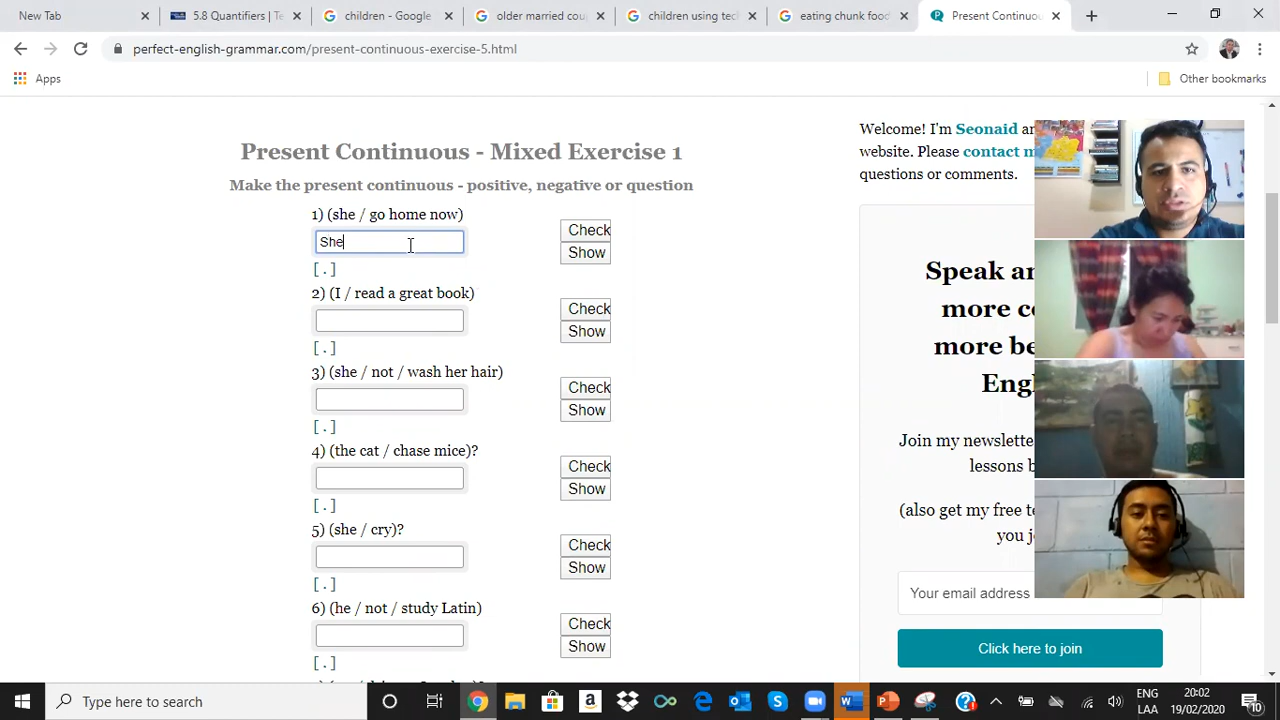 New Tab
5.8 Quantifiers | Te
children - Google
older married cou
children using tec
eating chunk food
Present Continuo
perfect-english-grammar.com/present-continuous-exercise-5.html
Apps
Other bookmarks
Present Continuous - Mixed Exercise 1
Make the present continuous - positive, negative or question
1) (she / go home now)
She
Check
Show
[.]
2) (I / read a great book)
Check
Show
[.]
3) (she / not / wash her hair)
Check
Show
[.]
4) (the cat / chase mice)?
Check
Show
[.]
5) (she / cry)?
Check
Show
[.]
6) (he / not / study Latin)
Check
Show
[.]
Welcome! I'm Seonaid a
website. Please contact m
questions or comments.
Speak a
more c
more be
Eng
Join my newslette
lessons b
(also get my free te
you j
Your email address
Click here to join
Type here to search
ENG
LAA
20:02
19/02/2020
10